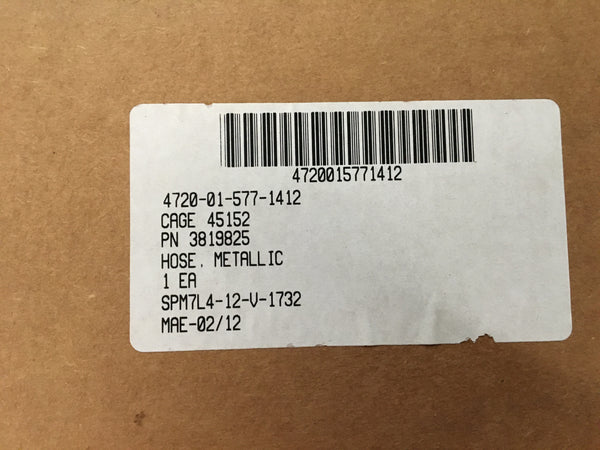 4720015771412
4720-01-577-1412
CAGE 45152
PN 3819825
HOSE, METALLIC
1 EA
SPM7L4-12-V-1732
MAE-02/12